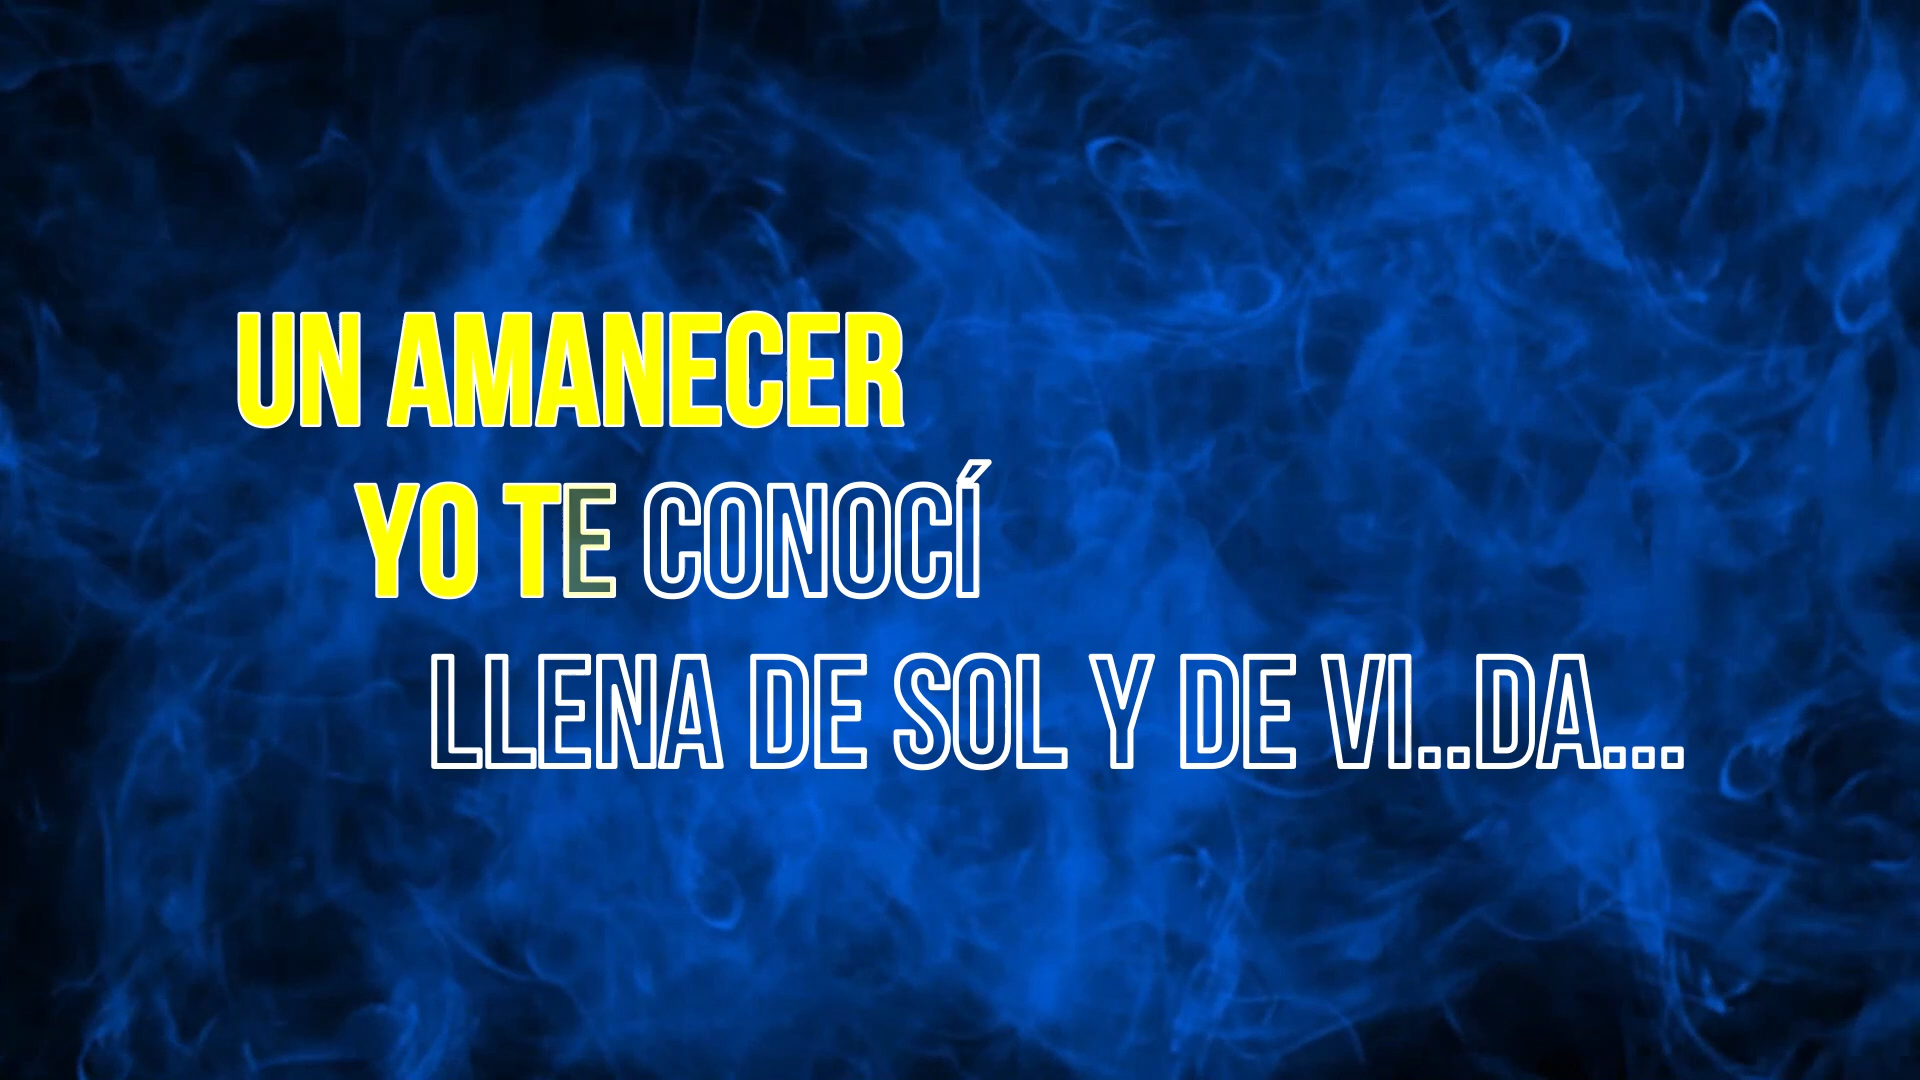 UN AMANECER
YO TE CONOCÍ
LLENA DE SOL Y DE VI..DA...